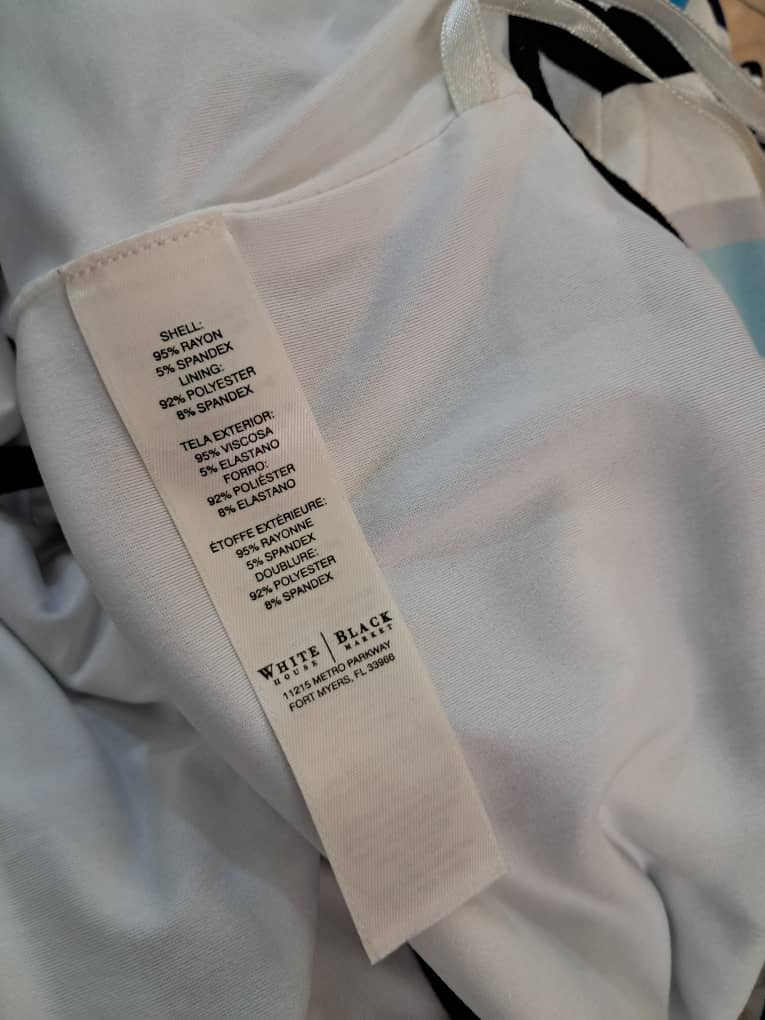 SHELL:
95% RAYON
5% SPANDEX
LINING:
92% POLYESTER
8% SPANDEX
TELA EXTERIOR:
95% VISCOSA
5% ELASTANO
FORRO:
92% POLIÉSTER
8% ELASTANO
ÉTOFFE EXTÉRIEURE:
95% RAYONNE
5% SPANDEX
DOUBLURE:
92% POLYESTER
8% SPANDEX
WHITE HOUSE | BLACK MARKET
11215 METRO PARKWAY
FORT MYERS, FL 33966